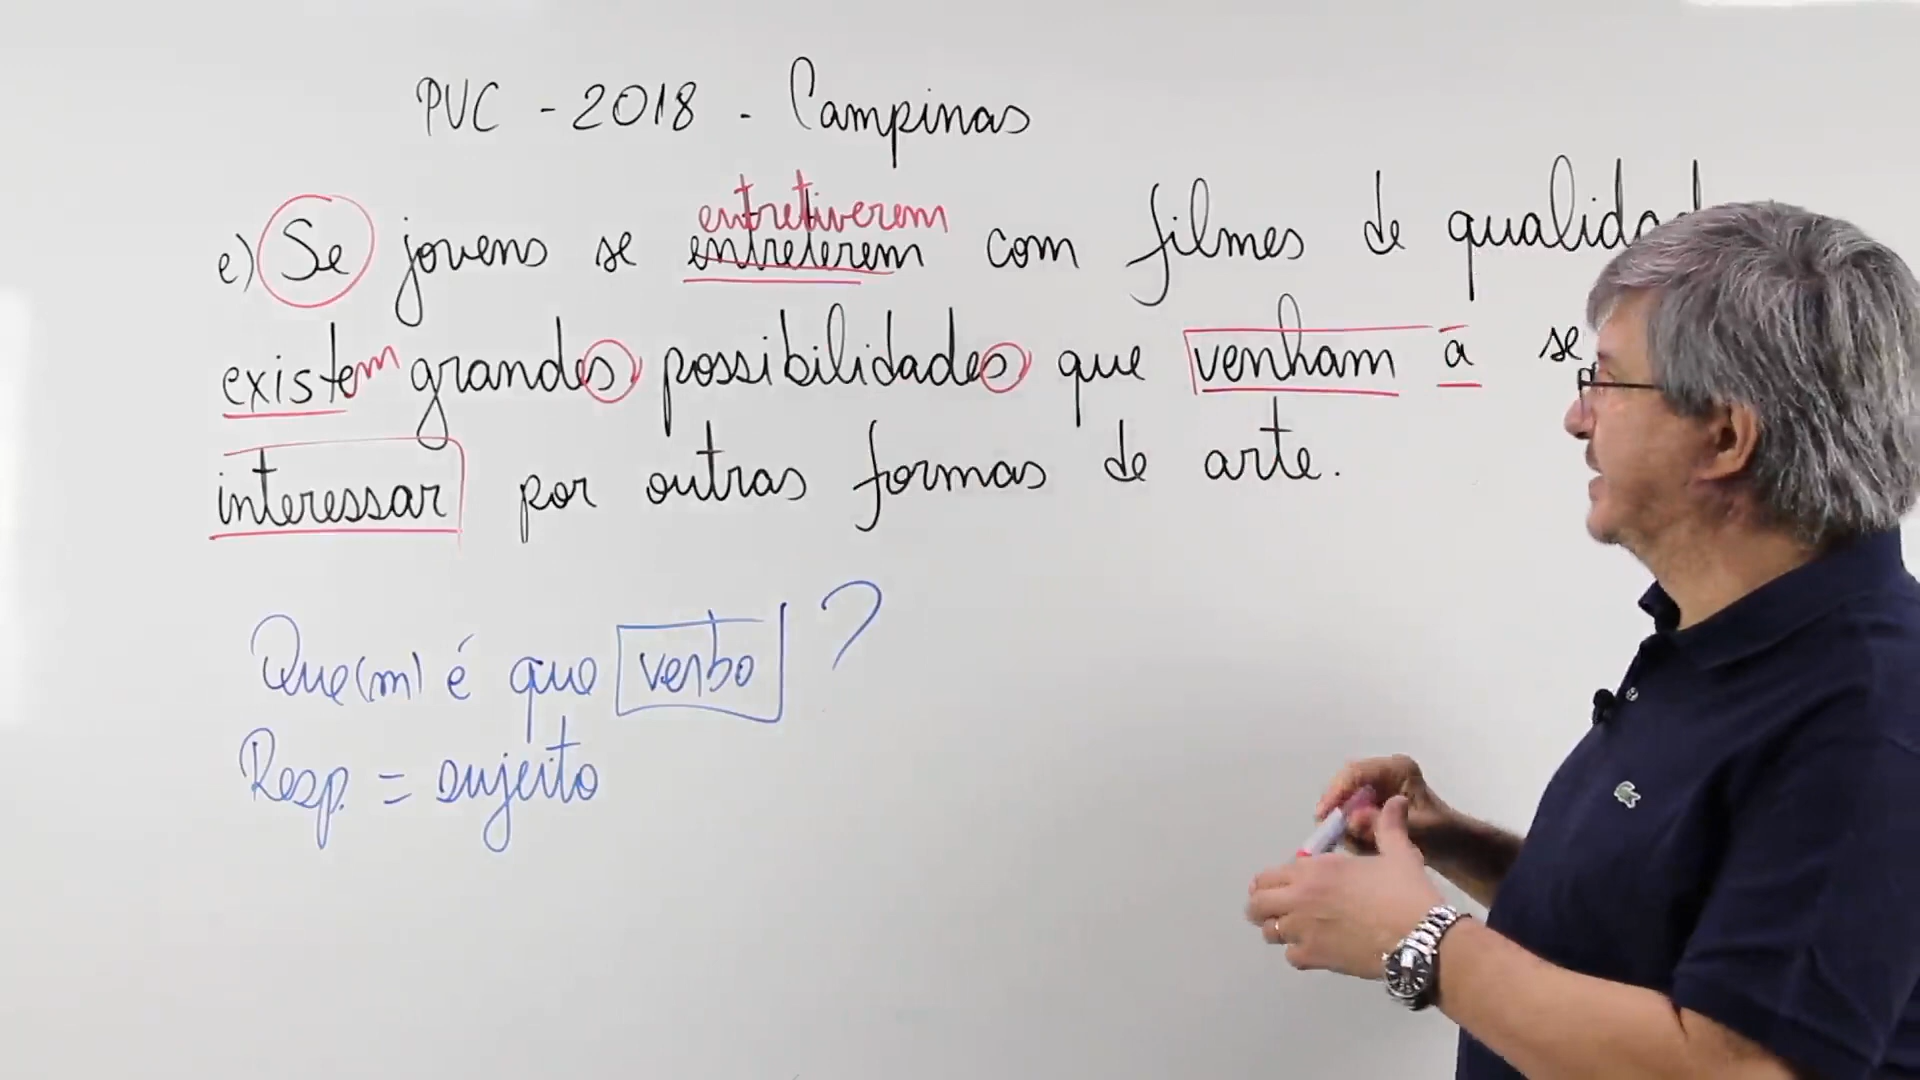 PUC - 2018 - Campinas
entretiverem
e) Se jovens se entreterem com filmes de qualidad
existem grandes possibilidades que venham a se
interessar por outras formas de arte.
Que(m) é que verbo ?
Resp. = sujeito